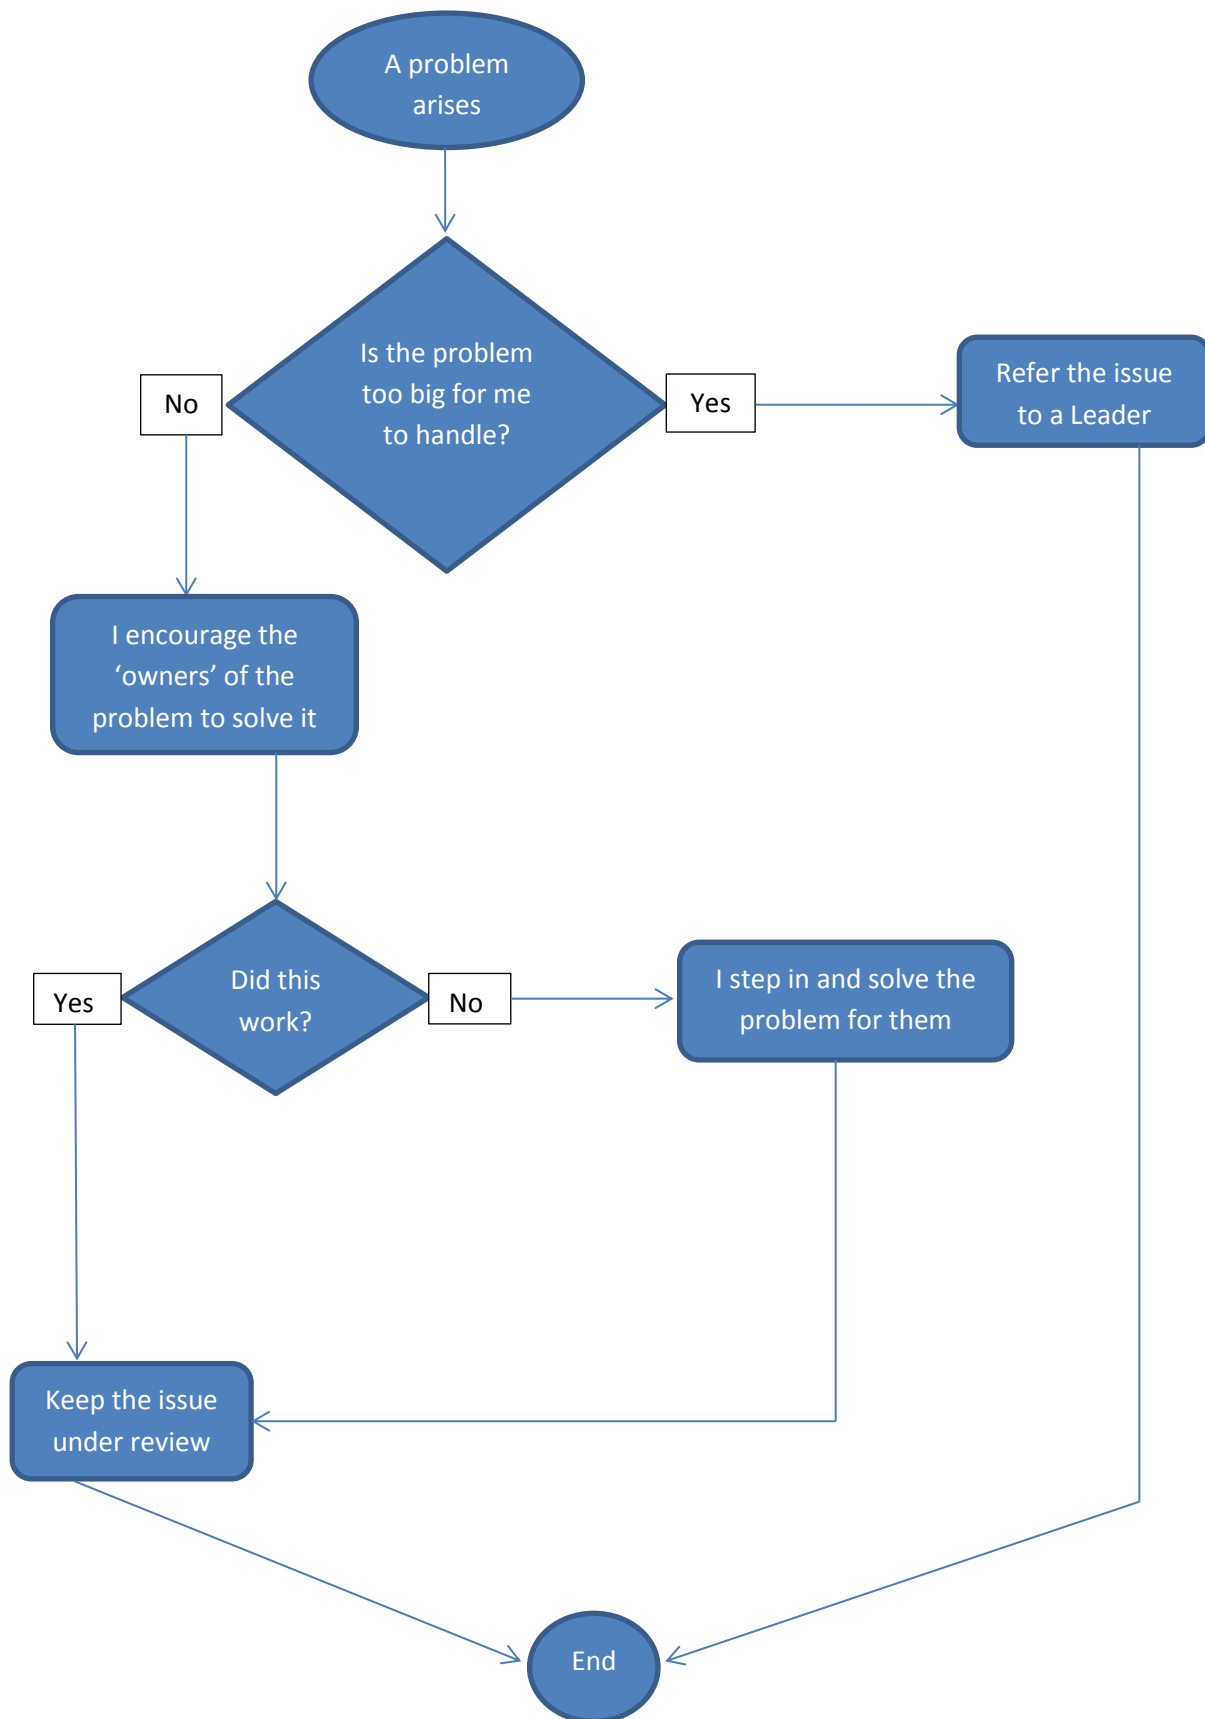 A problem
arises
Is the problem
too big for me
to handle?
No
Yes
Refer the issue
to a Leader
I encourage the
‘owners’ of the
problem to solve it
Did this
work?
Yes
No
I step in and solve the
problem for them
Keep the issue
under review
End